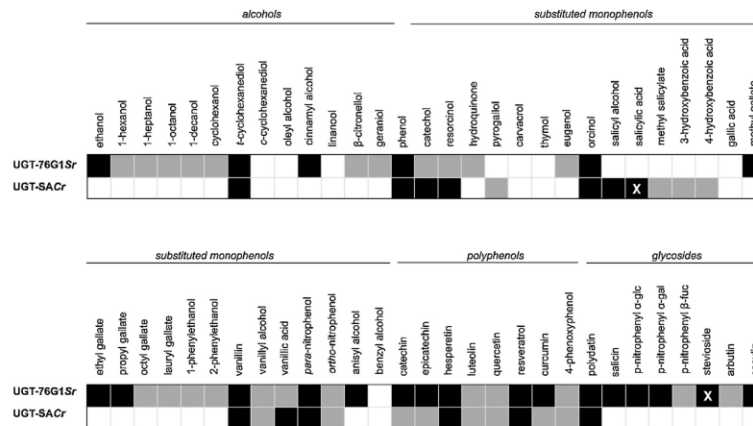 alcohols
substituted monophenols
ethanol
1-hexanol
1-heptanol
1-octanol
1-decanol
cyclohexanol
t-cyclohexanediol
c-cyclohexanediol
oleyl alcohol
cinnamyl alcohol
linanool
β-citronellol
geraniol
phenol
catechol
resorcinol
hydroquinone
pyrogallol
carvacrol
thymol
eugenol
orcinol
salicyl alcohol
salicylic acid
methyl salicylate
3-hydroxybenzoic acid
4-hydroxybenzoic acid
gallic acid
UGT-76G1Sr
UGT-SACr
X
substituted monophenols
polyphenols
glycosides
ethyl gallate
propyl gallate
octyl gallate
lauryl gallate
1-phenylethanol
2-phenylethanol
vanillin
vanillyl alcohol
vanillic acid
para-nitrophenol
ortho-nitrophenol
anisyl alcohol
benzyl alcohol
catechin
epicatechin
hesperetin
luteolin
quercetin
resveratrol
curcumin
4-phenoxyphenol
polydatin
salicin
p-nitrophenyl α-glc
p-nitrophenyl α-gal
p-nitrophenyl β-fuc
stevioside
arbutin
UGT-76G1Sr
X
UGT-SACr